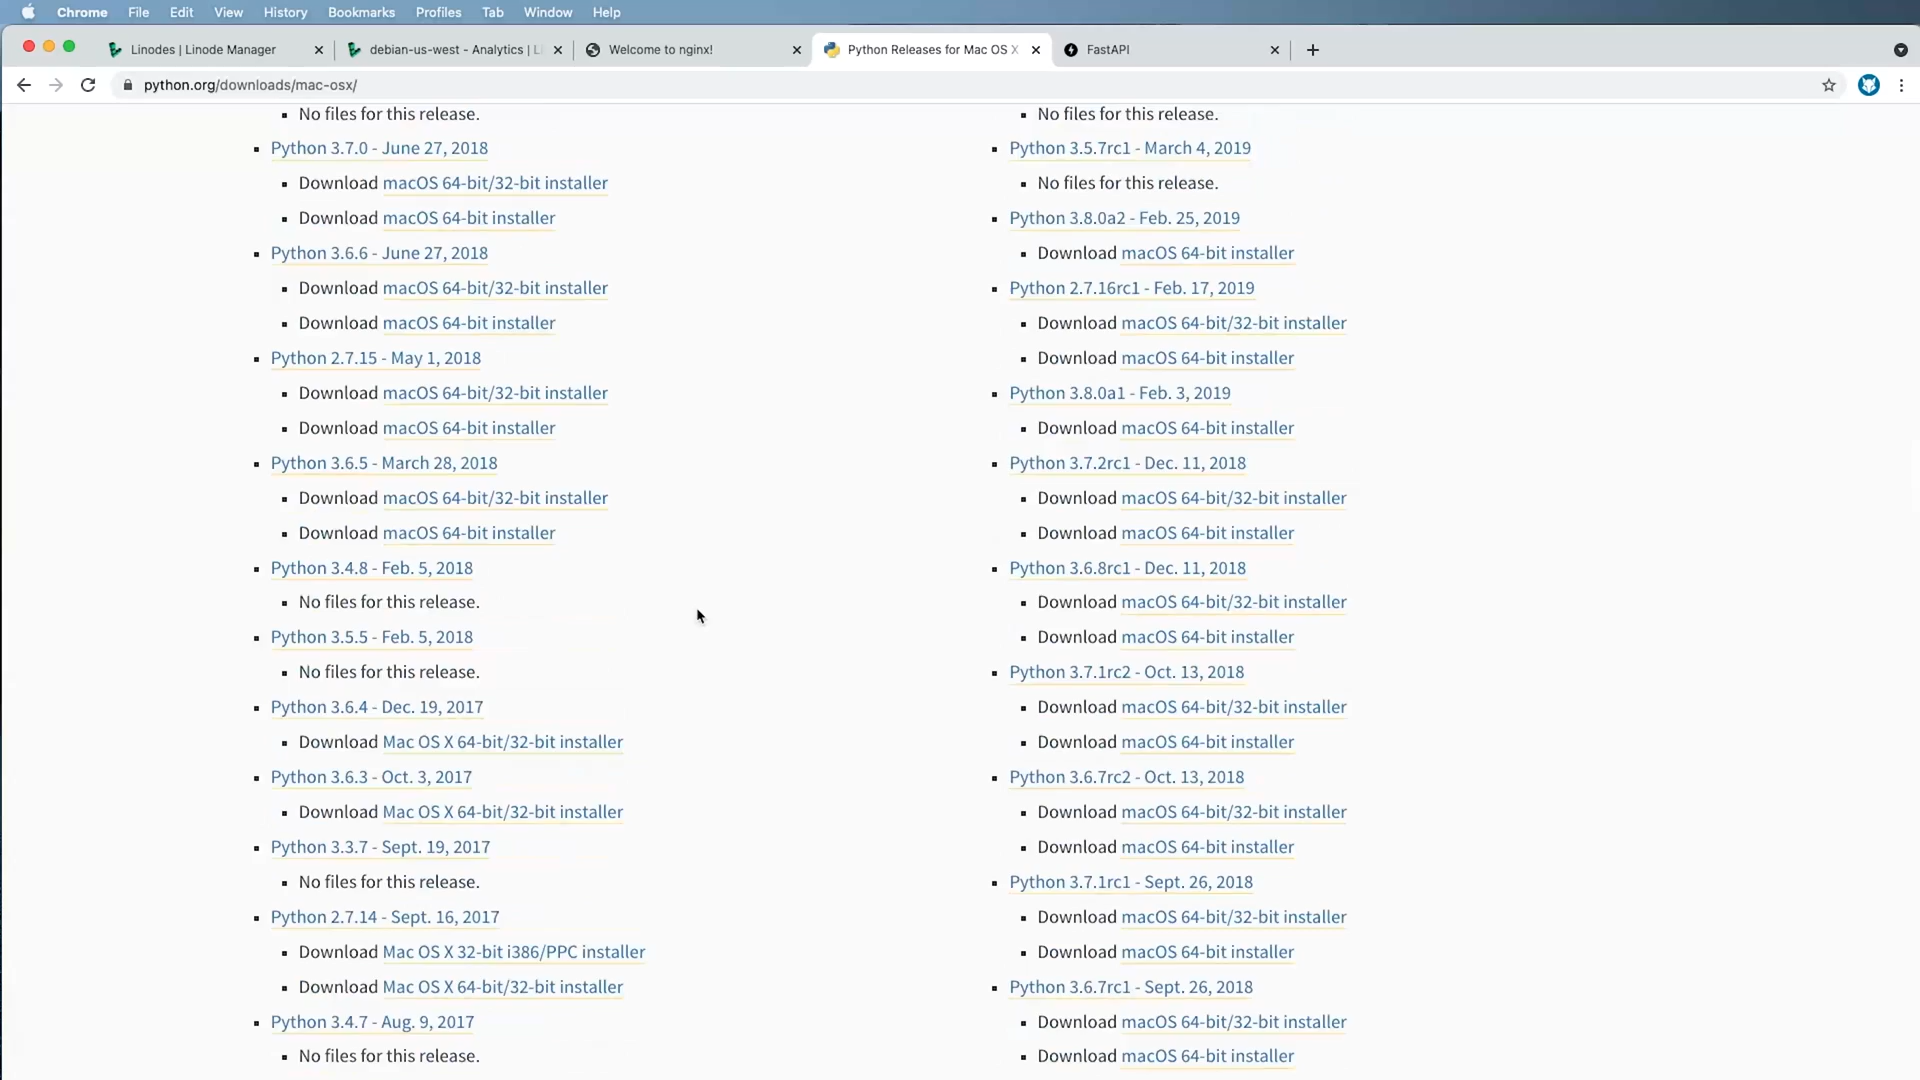 Chrome File Edit View History Bookmarks Profiles Tab Window Help
Linodes | Linode Manager debian-us-west - Analytics | L Welcome to nginx! Python Releases for Mac OS X FastAPI
python.org/downloads/mac-osx/
No files for this release.
Python 3.7.0 - June 27, 2018
Download macOS 64-bit/32-bit installer
Download macOS 64-bit installer
Python 3.6.6 - June 27, 2018
Download macOS 64-bit/32-bit installer
Download macOS 64-bit installer
Python 2.7.15 - May 1, 2018
Download macOS 64-bit/32-bit installer
Download macOS 64-bit installer
Python 3.6.5 - March 28, 2018
Download macOS 64-bit/32-bit installer
Download macOS 64-bit installer
Python 3.4.8 - Feb. 5, 2018
No files for this release.
Python 3.5.5 - Feb. 5, 2018
No files for this release.
Python 3.6.4 - Dec. 19, 2017
Download Mac OS X 64-bit/32-bit installer
Python 3.6.3 - Oct. 3, 2017
Download Mac OS X 64-bit/32-bit installer
Python 3.3.7 - Sept. 19, 2017
No files for this release.
Python 2.7.14 - Sept. 16, 2017
Download Mac OS X 32-bit i386/PPC installer
Download Mac OS X 64-bit/32-bit installer
Python 3.4.7 - Aug. 9, 2017
No files for this release.
No files for this release.
Python 3.5.7rc1 - March 4, 2019
No files for this release.
Python 3.8.0a2 - Feb. 25, 2019
Download macOS 64-bit installer
Python 2.7.16rc1 - Feb. 17, 2019
Download macOS 64-bit/32-bit installer
Download macOS 64-bit installer
Python 3.8.0a1 - Feb. 3, 2019
Download macOS 64-bit installer
Python 3.7.2rc1 - Dec. 11, 2018
Download macOS 64-bit/32-bit installer
Download macOS 64-bit installer
Python 3.6.8rc1 - Dec. 11, 2018
Download macOS 64-bit/32-bit installer
Download macOS 64-bit installer
Python 3.7.1rc2 - Oct. 13, 2018
Download macOS 64-bit/32-bit installer
Download macOS 64-bit installer
Python 3.6.7rc2 - Oct. 13, 2018
Download macOS 64-bit/32-bit installer
Download macOS 64-bit installer
Python 3.7.1rc1 - Sept. 26, 2018
Download macOS 64-bit/32-bit installer
Download macOS 64-bit installer
Python 3.6.7rc1 - Sept. 26, 2018
Download macOS 64-bit/32-bit installer
Download macOS 64-bit installer